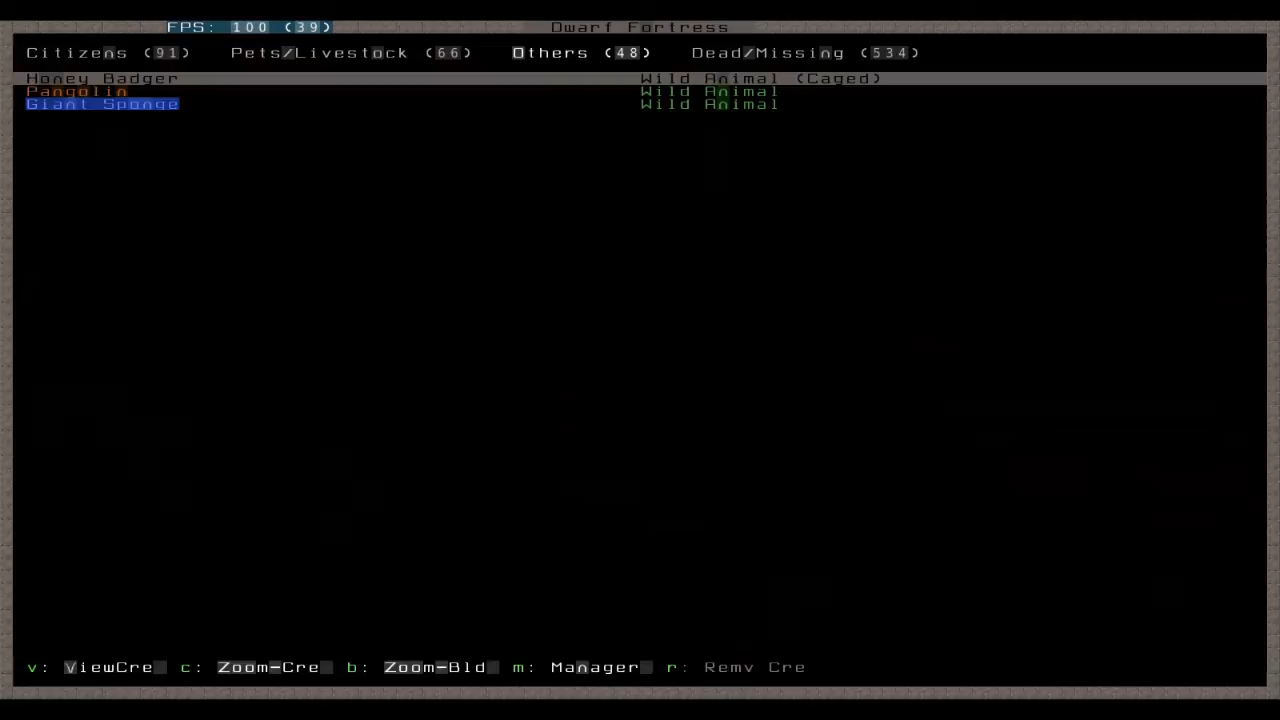 FPS: 100 (39) Dwarf Fortress
Citizens (91) Pets/Livestock (66) Others (48) Dead/Missing (534)
Honey Badger Wild Animal (Caged)
Pangolin Wild Animal
Giant Sponge Wild Animal
v: ViewCre c: Zoom-Cre b: Zoom-Bld m: Manager r: Remv Cre